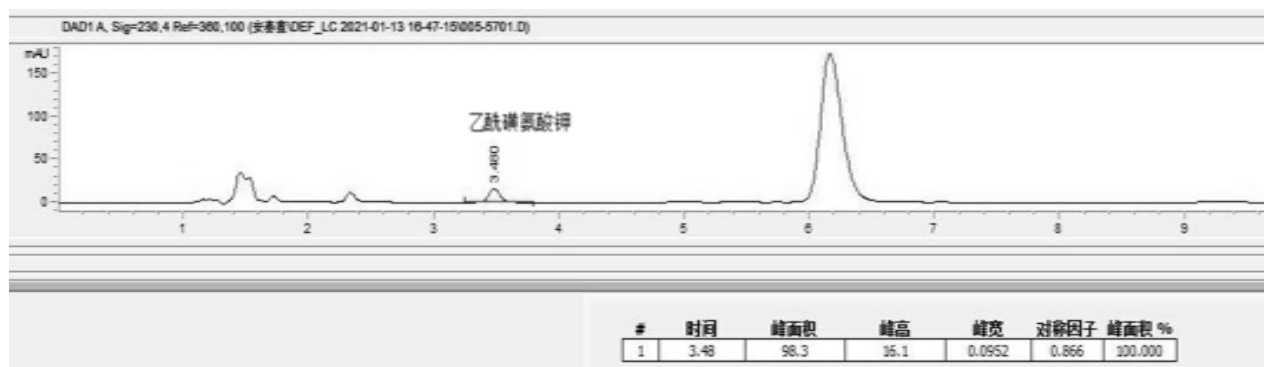 DAD1 A, Sig=230,4 Ref=360,100 (安赛蜜\DEF_LC 2021-01-13 16-47-15\005-5701.D)
mAU
150
100
50
0
乙酰磺氨酸钾
3.480
1 2 3 4 5 6 7 8 9
# 时间 峰面积 峰高 峰宽 对称因子 峰面积 %
1 3.48 98.3 16.1 0.0952 0.866 100.000